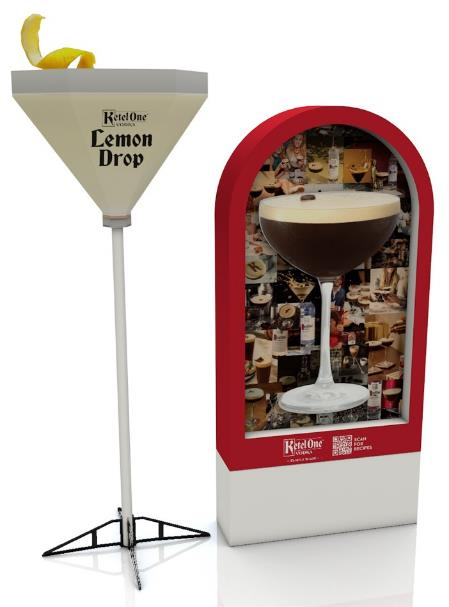 Ketel One
VODKA
Lemon
Drop
Ketel One
VODKA
SCAN
FOR
RECIPES